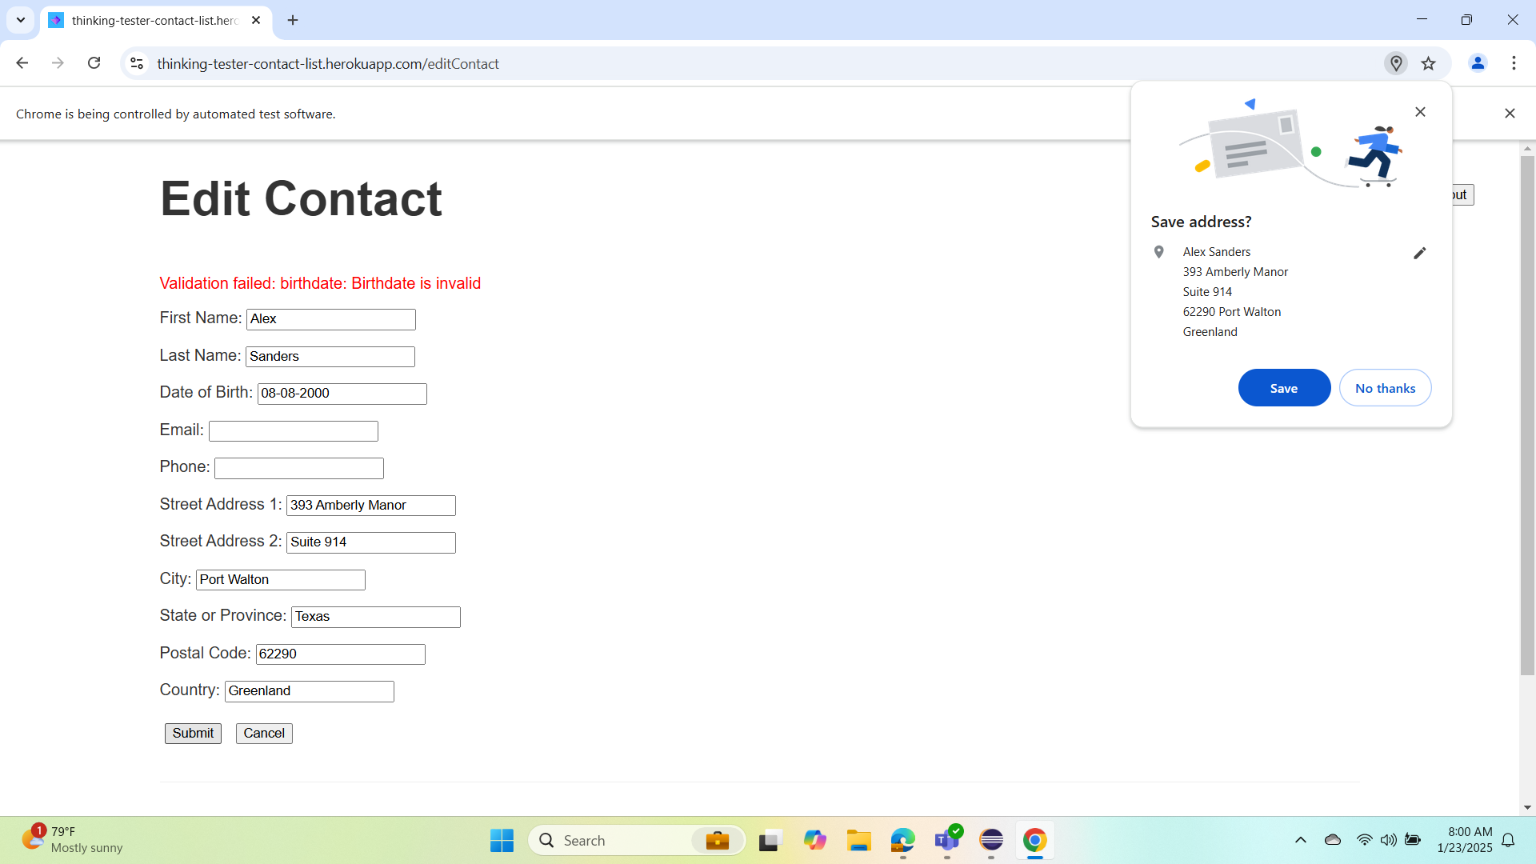 thinking-tester-contact-list.herc
thinking-tester-contact-list.herokuapp.com/editContact
Chrome is being controlled by automated test software.
Edit Contact
out
Validation failed: birthdate: Birthdate is invalid
First Name: Alex
Last Name: Sanders
Date of Birth: 08-08-2000
Email:
Phone:
Street Address 1: 393 Amberly Manor
Street Address 2: Suite 914
City: Port Walton
State or Province: Texas
Postal Code: 62290
Country: Greenland
Submit Cancel
Save address?
Alex Sanders
393 Amberly Manor
Suite 914
62290 Port Walton
Greenland
Save No thanks
1
79°F
Mostly sunny
Search
8:00 AM
1/23/2025